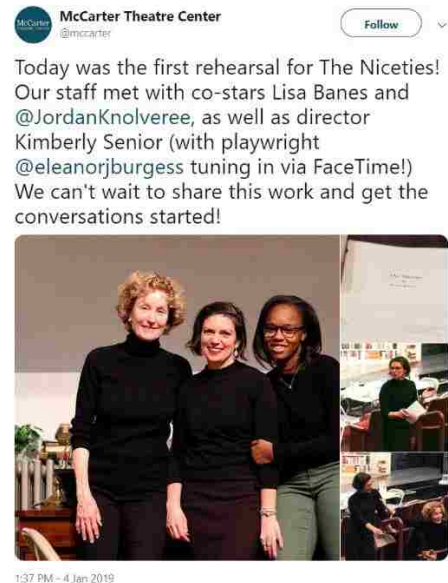 McCarter Theatre Center
@mccarter
Follow
McCarter
Today was the first rehearsal for The Niceties!
Our staff met with co-stars Lisa Banes and
@JordanKnolveree, as well as director
Kimberly Senior (with playwright
@eleanorjburgess tuning in via FaceTime!)
We can't wait to share this work and get the
conversations started!
1:37 PM - 4 Jan 2019